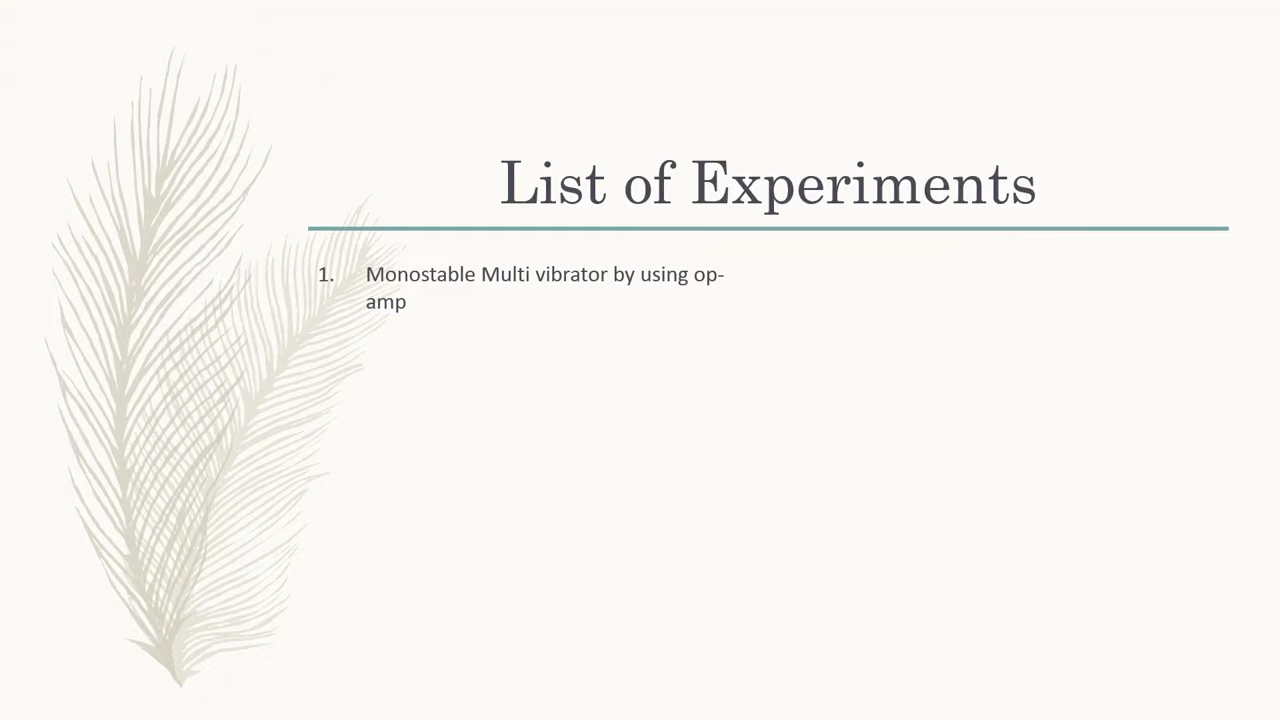 List of Experiments
1. Monostable Multi vibrator by using op-
amp